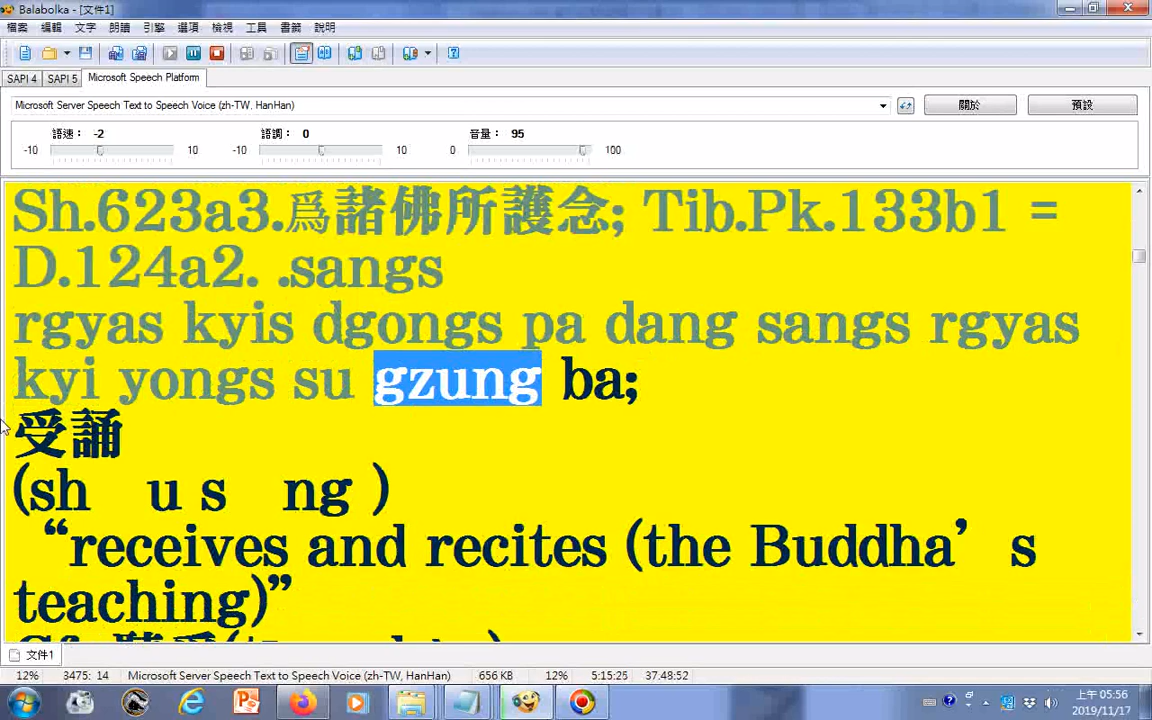 Balabolka - [文件1]
檔案 編輯 文字 朗讀 引擎 選項 檢視 工具 書籤 說明
SAPI 4 SAPI 5 Microsoft Speech Platform
Microsoft Server Speech Text to Speech Voice (zh-TW, HanHan)
關於
預設
語速： -2 語調： 0 音量： 95
-10 10 -10 10 0 100
Sh.623a3.爲諸佛所護念; Tib.Pk.133b1 =
D.124a2. .sangs
rgyas kyis dgongs pa dang sangs rgyas
kyi yongs su gzung ba;
受誦
(sh u s ng )
“receives and recites (the Buddha’s
teaching)”
文件1
12% 3475: 14 Microsoft Server Speech Text to Speech Voice (zh-TW, HanHan) 656 KB 12% 5:15:25 37.48:52
上午 05:56
2019/11/17